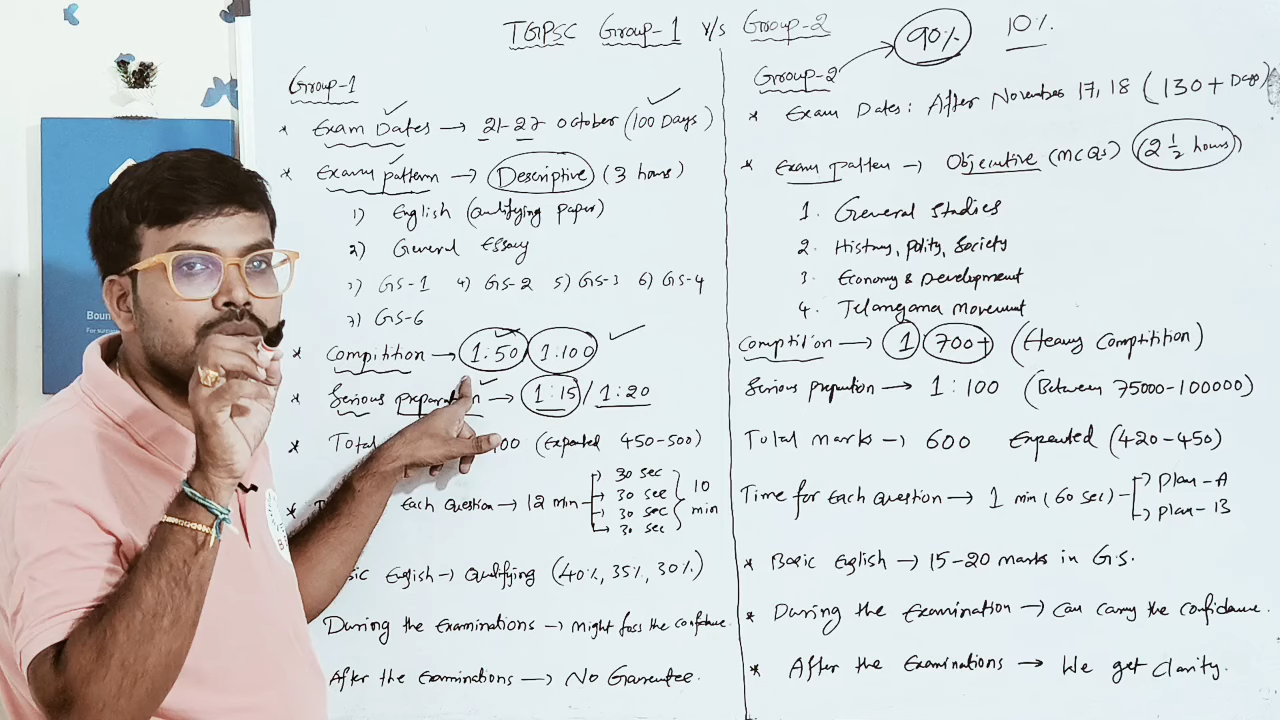 TGPSC Group-1 v/s Group-2
90% 10%
Group-1
* Exam Dates → 21-27 October (100 Days)
* Exam pattern → Descriptive (3 hours)
1) English (Qualifying paper)
2) General Essay
3) GS-1 4) GS-2 5) GS-3 6) GS-4
7) GS-6
* Compitition → 1:50 1:100
* Serious preparation → 1:15 / 1:20
* Total 00 (Expected 450-500)
* Each Question → 12 min
30 sec
30 sec
30 sec
30 sec
10 min
sic English → Qualifying (40%, 35%, 30%)
During the Examinations → might loss the confidence.
After the Examinations → No Guarantee.
Group-2
* Exam Dates: After November 17, 18 (130+ Days)
* Exam pattern → Objective (MCQs) (2 1/2 hours)
1. General Studies
2. History, polity, Society
3. Economy & Development
4. Telangana Movement
Comptition → 1 700+ (Heavy Comptition)
Serious prepration → 1:100 (Between 75000-100000)
Total marks → 600 Expected (420-450)
Time for Each Question → 1 min (60 sec)
→ plan-A
→ plan-B
* Basic English → 15-20 marks in G.S.
* During the Examination → Can carry the confidence.
* After the Examinations → We get clarity.
Boun
For success